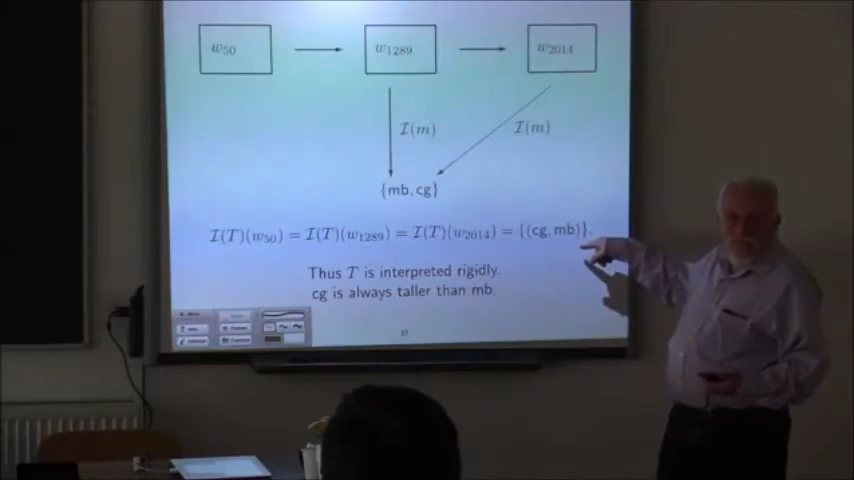 w₅₀ w₁₂₈₉ w₂₀₁₄
𝓘(m) 𝓘(m)
{mb, cg}
𝓘(T)(w₅₀) = 𝓘(T)(w₁₂₈₉) = 𝓘(T)(w₂₀₁₄) = {(cg, mb)}.
Thus T is interpreted rigidly.
cg is always taller than mb.